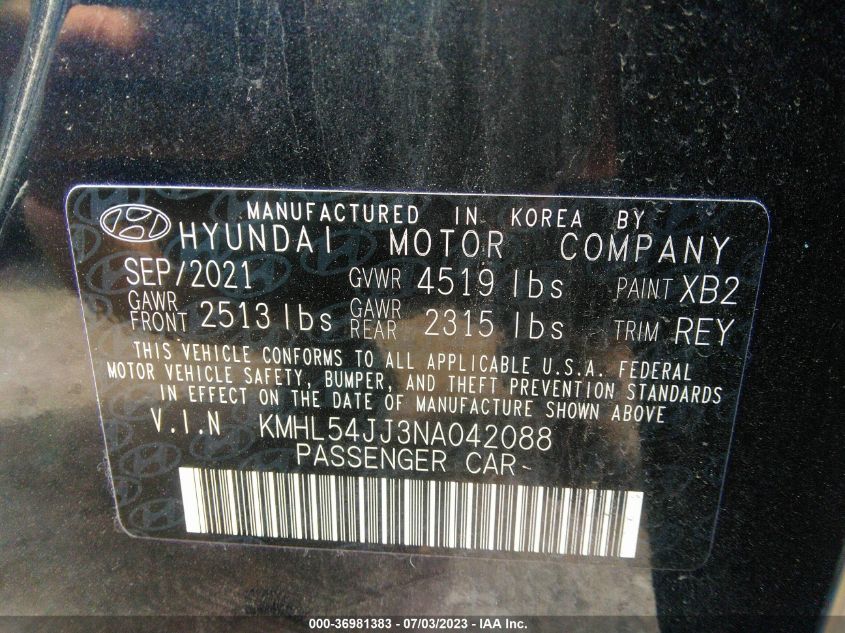 MANUFACTURED IN KOREA BY
HYUNDAI MOTOR COMPANY
SEP/2021 GVWR 4519 lbs PAINT XB2
GAWR FRONT 2513 lbs GAWR REAR 2315 lbs TRIM REY
THIS VEHICLE CONFORMS TO ALL APPLICABLE U.S.A. FEDERAL
MOTOR VEHICLE SAFETY, BUMPER, AND THEFT PREVENTION STANDARDS
IN EFFECT ON THE DATE OF MANUFACTURE SHOWN ABOVE
V.I.N KMHL54JJ3NA042088
PASSENGER CAR-
000-36981383 - 07/03/2023 - IAA Inc.